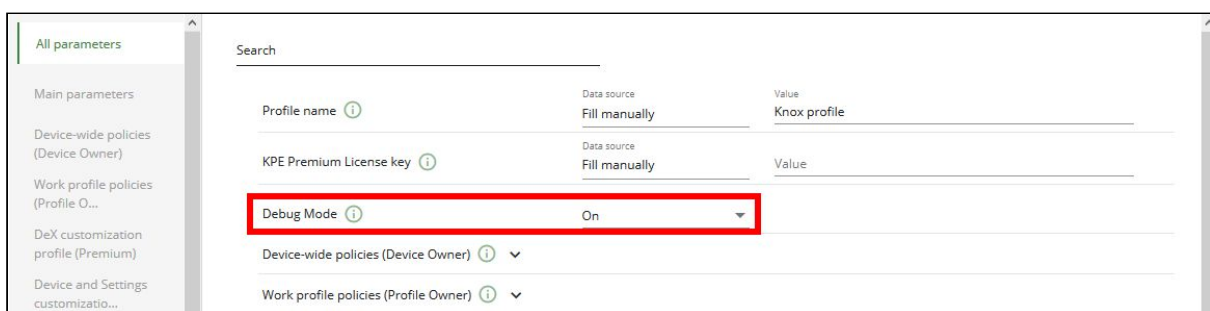 All parameters
Main parameters
Device-wide policies
(Device Owner)
Work profile policies
(Profile O...
DeX customization
profile (Premium)
Device and Settings
customizatio...
Search
Profile name
Data source
Fill manually
Value
Knox profile
KPE Premium License key
Data source
Fill manually
Value
Debug Mode
On
Device-wide policies (Device Owner)
Work profile policies (Profile Owner)